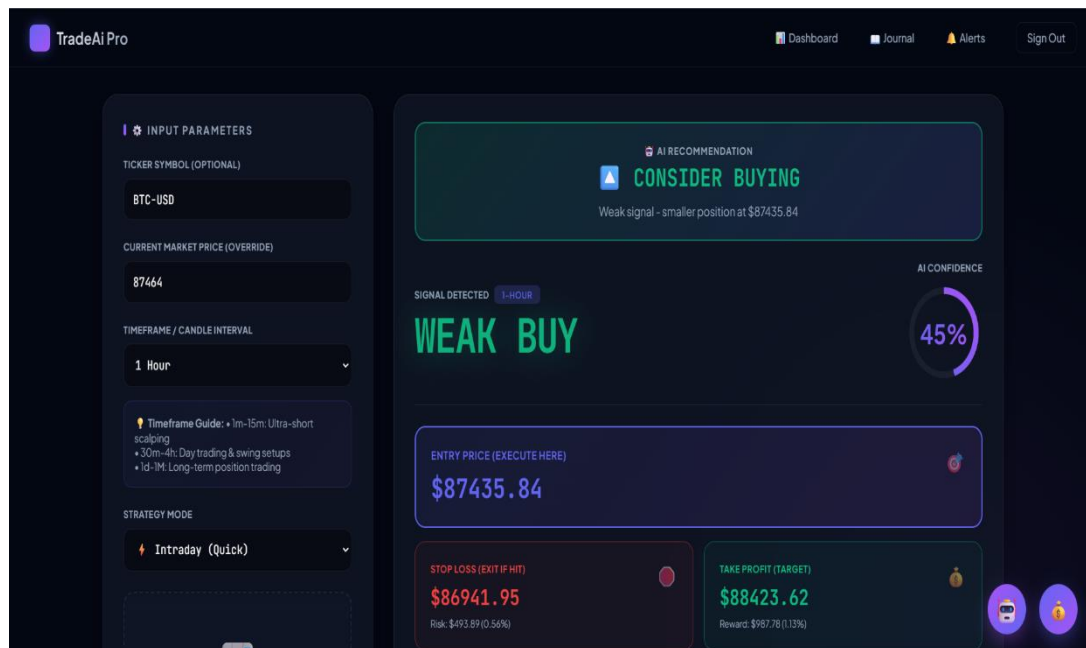 TradeAi Pro
📊 Dashboard
📖 Journal
🔔 Alerts
Sign Out
⚙ INPUT PARAMETERS
TICKER SYMBOL (OPTIONAL)
BTC-USD
CURRENT MARKET PRICE (OVERRIDE)
87464
TIMEFRAME / CANDLE INTERVAL
1 Hour
💡 Timeframe Guide: • 1m-15m: Ultra-short
scalping
• 30m-4h: Day trading & swing setups
• 1d-1M: Long-term position trading
STRATEGY MODE
⚡ Intraday (Quick)
🤖 AI RECOMMENDATION
🔼 CONSIDER BUYING
Weak signal - smaller position at $87435.84
SIGNAL DETECTED 1-HOUR
WEAK BUY
AI CONFIDENCE
45%
ENTRY PRICE (EXECUTE HERE)
$87435.84
STOP LOSS (EXIT IF HIT)
$86941.95
Risk: $493.89 (0.56%)
TAKE PROFIT (TARGET)
$88423.62
Reward: $987.78 (1.13%)